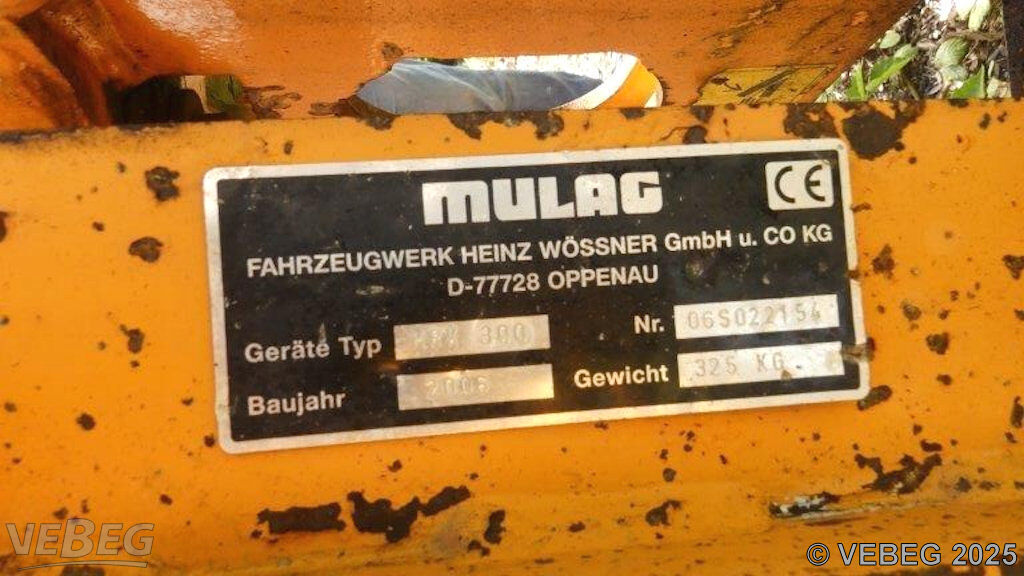 MULAG
CE
FAHRZEUGWERK HEINZ WÖSSNER GmbH u. CO KG
D-77728 OPPENAU
Geräte Typ 300
Nr. 06S022154
Baujahr 2006
Gewicht 325 KG
VEBEG
© VEBEG 2025